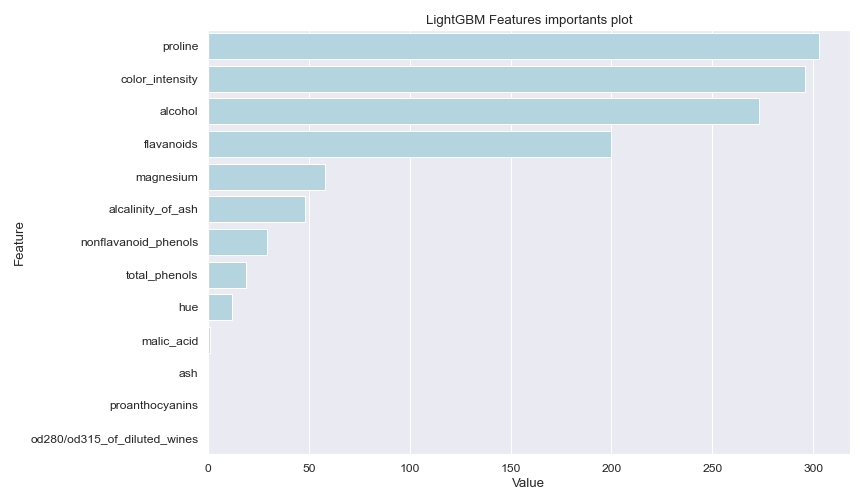 LightGBM Features importants plot
proline
color_intensity
alcohol
flavanoids
magnesium
alcalinity_of_ash
nonflavanoid_phenols
total_phenols
hue
malic_acid
ash
proanthocyanins
od280/od315_of_diluted_wines
Feature
0 50 100 150 200 250 300
Value